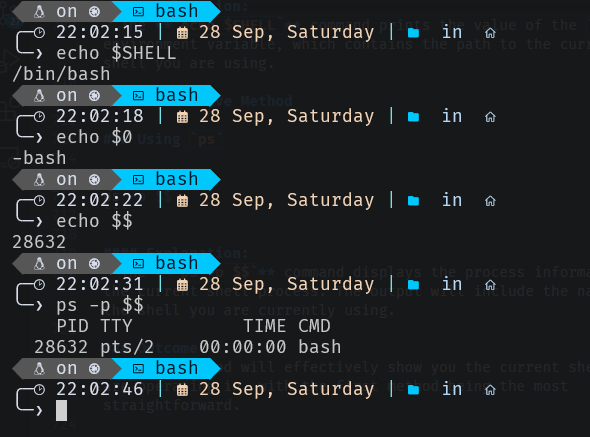 on bash
22:02:15 | 28 Sep, Saturday | in
echo $SHELL
/bin/bash
on bash
22:02:18 | 28 Sep, Saturday | in
echo $0
-bash
on bash
22:02:22 | 28 Sep, Saturday | in
echo $$
28632
on bash
22:02:31 | 28 Sep, Saturday | in
ps -p $$
PID TTY TIME CMD
28632 pts/2 00:00:00 bash
on bash
22:02:46 | 28 Sep, Saturday | in